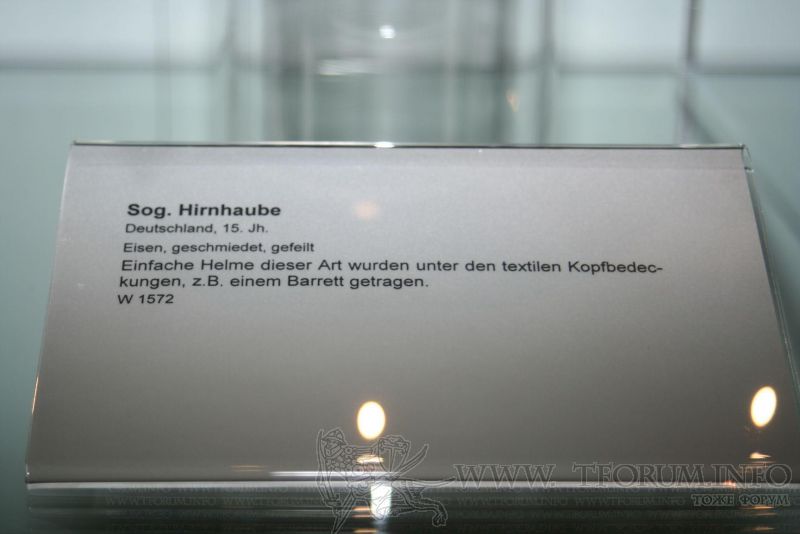 Sog. Hirnhaube
Deutschland, 15. Jh.
Eisen, geschmiedet, gefeilt
Einfache Helme dieser Art wurden unter den textilen Kopfbedec-
kungen, z.B. einem Barrett getragen.
W 1572
WWW.TFORUM.INFO
ТОЖЕ ФОРУМ